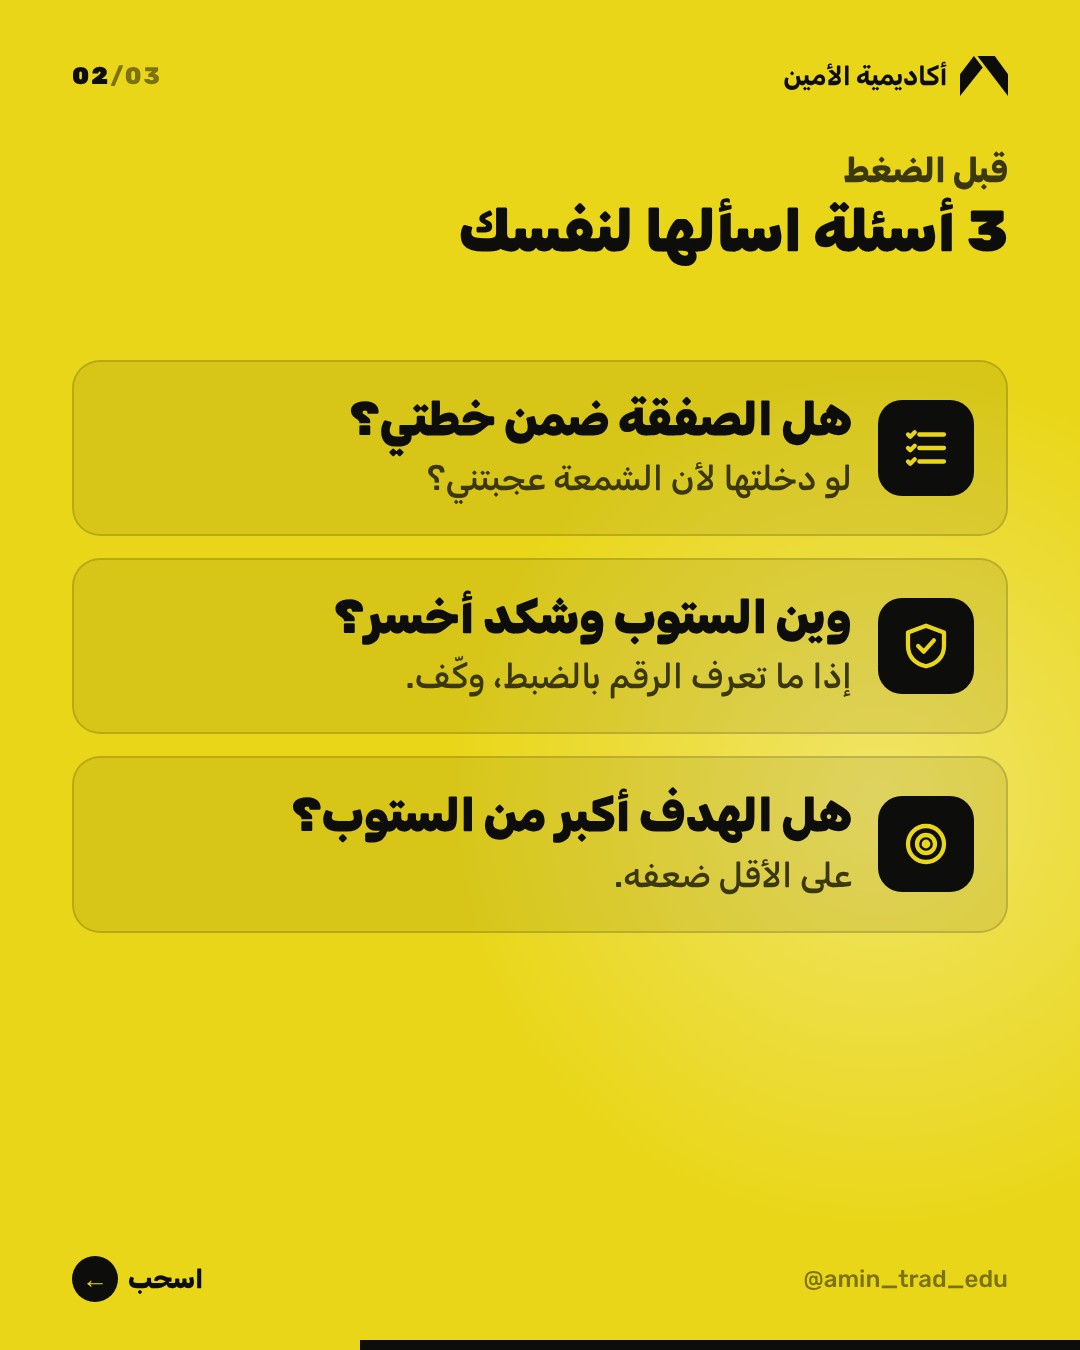 أكاديمية الأمين
02/03
قبل الضغط
3 أسئلة اسألها لنفسك
هل الصفقة ضمن خطتي؟
لو دخلتها لأن الشمعة عجبتني؟
وين الستوب وشكد أخسر؟
إذا ما تعرف الرقم بالضبط، وكّف.
هل الهدف أكبر من الستوب؟
على الأقل ضعفه.
@amin_trad_edu
اسحب ←